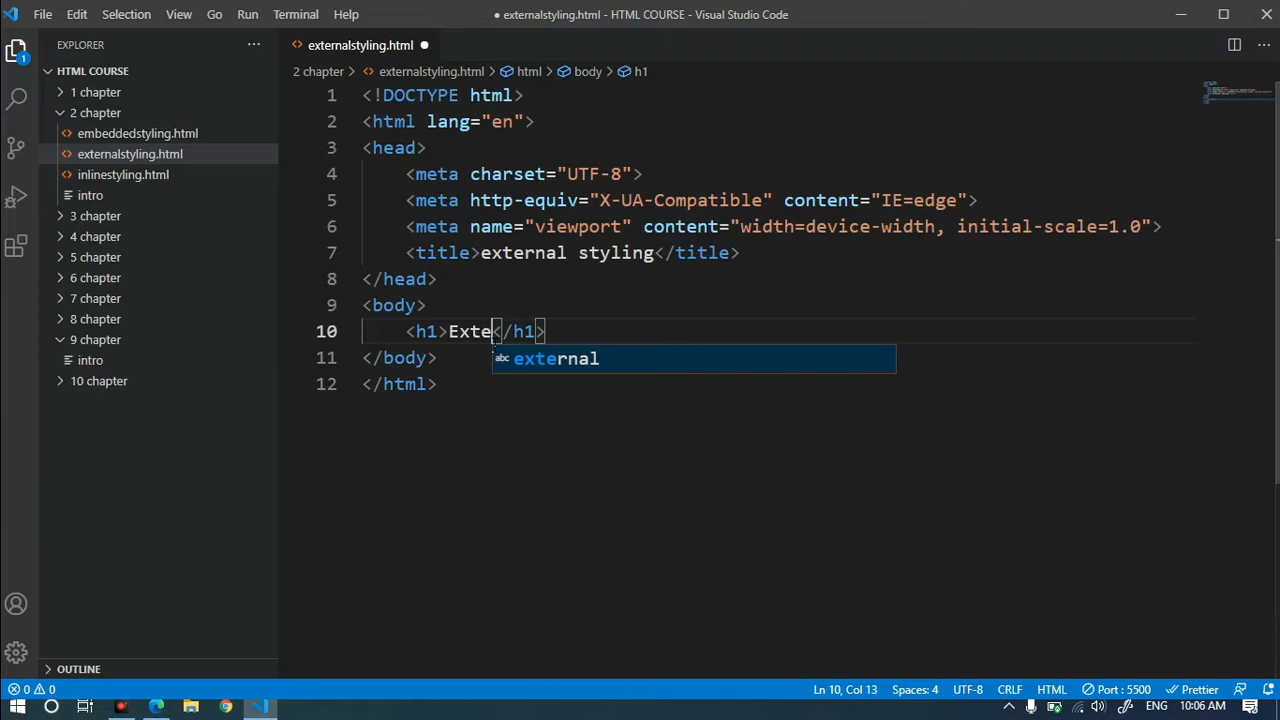 File Edit Selection View Go Run Terminal Help
● externalstyling.html - HTML COURSE - Visual Studio Code
EXPLORER
externalstyling.html ●
HTML COURSE
2 chapter > externalstyling.html > html > body > h1
1 chapter
2 chapter
embeddedstyling.html
externalstyling.html
inlinestyling.html
intro
3 chapter
4 chapter
5 chapter
6 chapter
7 chapter
8 chapter
9 chapter
intro
10 chapter
OUTLINE
1 <!DOCTYPE html>
2 <html lang="en">
3 <head>
4 <meta charset="UTF-8">
5 <meta http-equiv="X-UA-Compatible" content="IE=edge">
6 <meta name="viewport" content="width=device-width, initial-scale=1.0">
7 <title>external styling</title>
8 </head>
9 <body>
10 <h1>Exte</h1>
abc external
11 </body>
12 </html>
1
0 0 Ln 10, Col 13 Spaces: 4 UTF-8 CRLF HTML Port : 5500 Prettier
ENG 10:06 AM